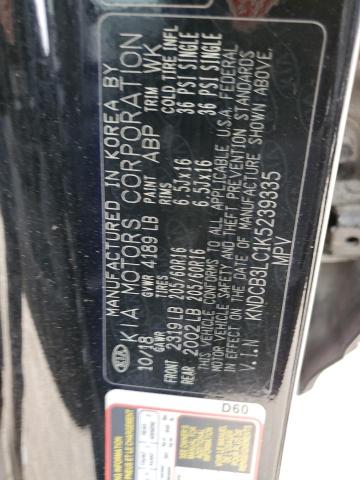 MANUFACTURED IN KOREA BY
KIA MOTORS CORPORATION
KIA
10/18 GVWR 4189 LB PAINT ABP TRIM WK
GAWR TIRES RIMS COLD TIRE INFL
FRONT 2319 LB 205/60R16 6.5JX16 36 PSI SINGLE
REAR 2002 LB 205/60R16 6.5JX16 36 PSI SINGLE
THIS VEHICLE CONFORMS TO ALL APPLICABLE U.S.A. FEDERAL
MOTOR VEHICLE SAFETY AND THEFT PREVENTION STANDARDS
IN EFFECT ON THE DATE OF MANUFACTURE SHOWN ABOVE.
V.I.N KNDCB3LC1K5239835
MPV
D60